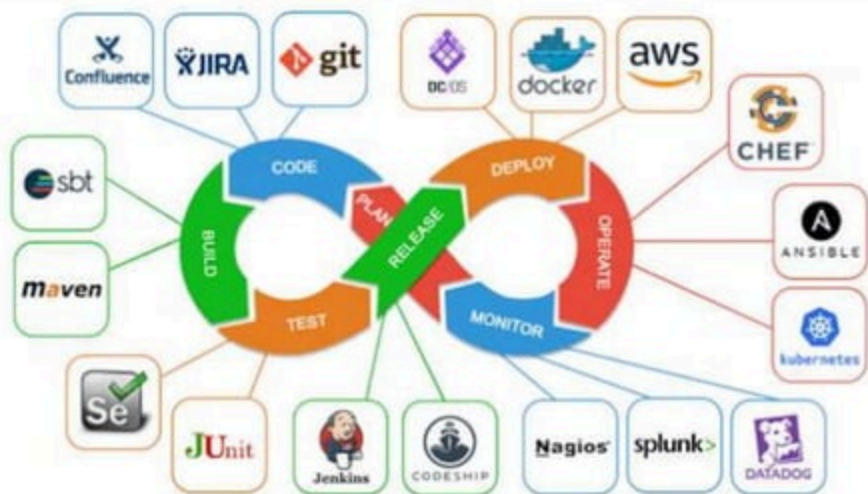 Confluence
JIRA
git
DC/OS
docker
aws
CHEF
sbt
CODE
PLAN
RELEASE
DEPLOY
OPERATE
BUILD
ANSIBLE
maven
TEST
MONITOR
kubernetes
Se
JUnit
Jenkins
CODESHIP
Nagios®
splunk>
DATADOG